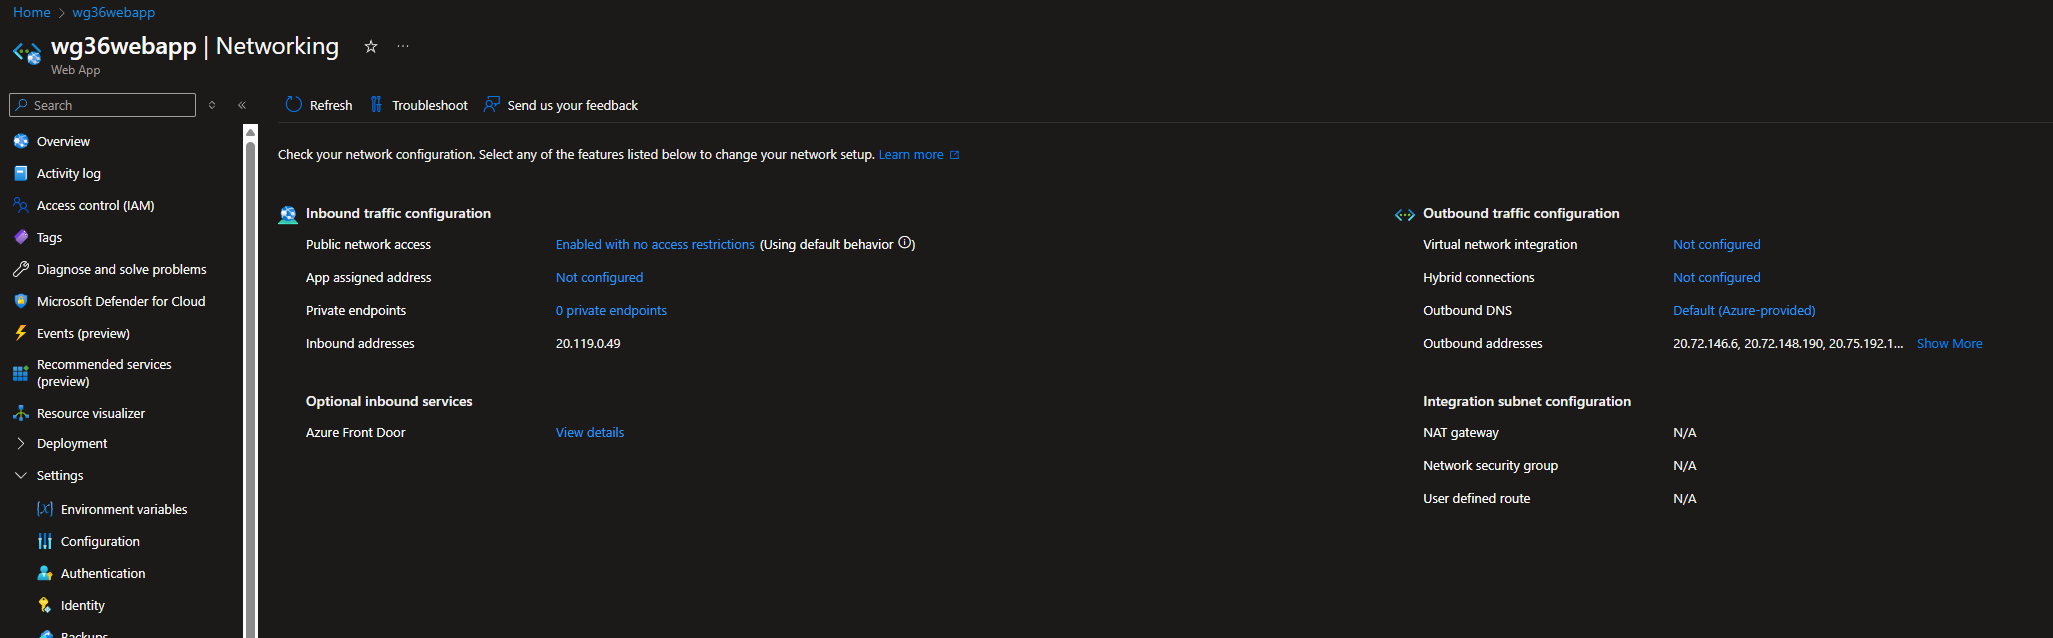 Home > wg36webapp
wg36webapp | Networking
Web App
Search
Refresh
Troubleshoot
Send us your feedback
Overview
Activity log
Access control (IAM)
Tags
Diagnose and solve problems
Microsoft Defender for Cloud
Events (preview)
Recommended services
(preview)
Resource visualizer
Deployment
Settings
Environment variables
Configuration
Authentication
Identity
Backups
Check your network configuration. Select any of the features listed below to change your network setup. Learn more
Inbound traffic configuration
Public network access Enabled with no access restrictions (Using default behavior )
App assigned address Not configured
Private endpoints 0 private endpoints
Inbound addresses 20.119.0.49
Optional inbound services
Azure Front Door View details
Outbound traffic configuration
Virtual network integration Not configured
Hybrid connections Not configured
Outbound DNS Default (Azure-provided)
Outbound addresses 20.72.146.6, 20.72.148.190, 20.75.192.1... Show More
Integration subnet configuration
NAT gateway N/A
Network security group N/A
User defined route N/A